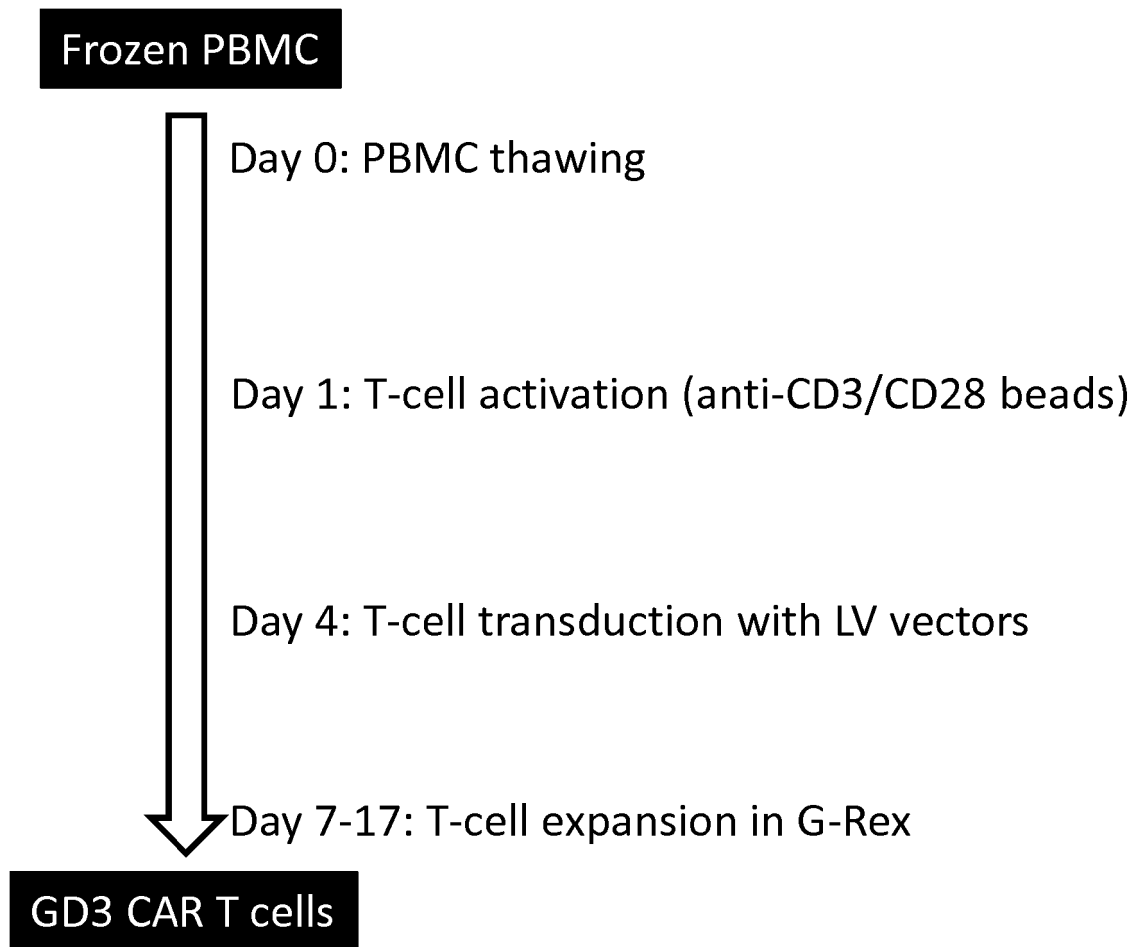 Frozen PBMC
Day 0: PBMC thawing
Day 1: T-cell activation (anti-CD3/CD28 beads)
Day 4: T-cell transduction with LV vectors
Day 7-17: T-cell expansion in G-Rex
GD3 CAR T cells